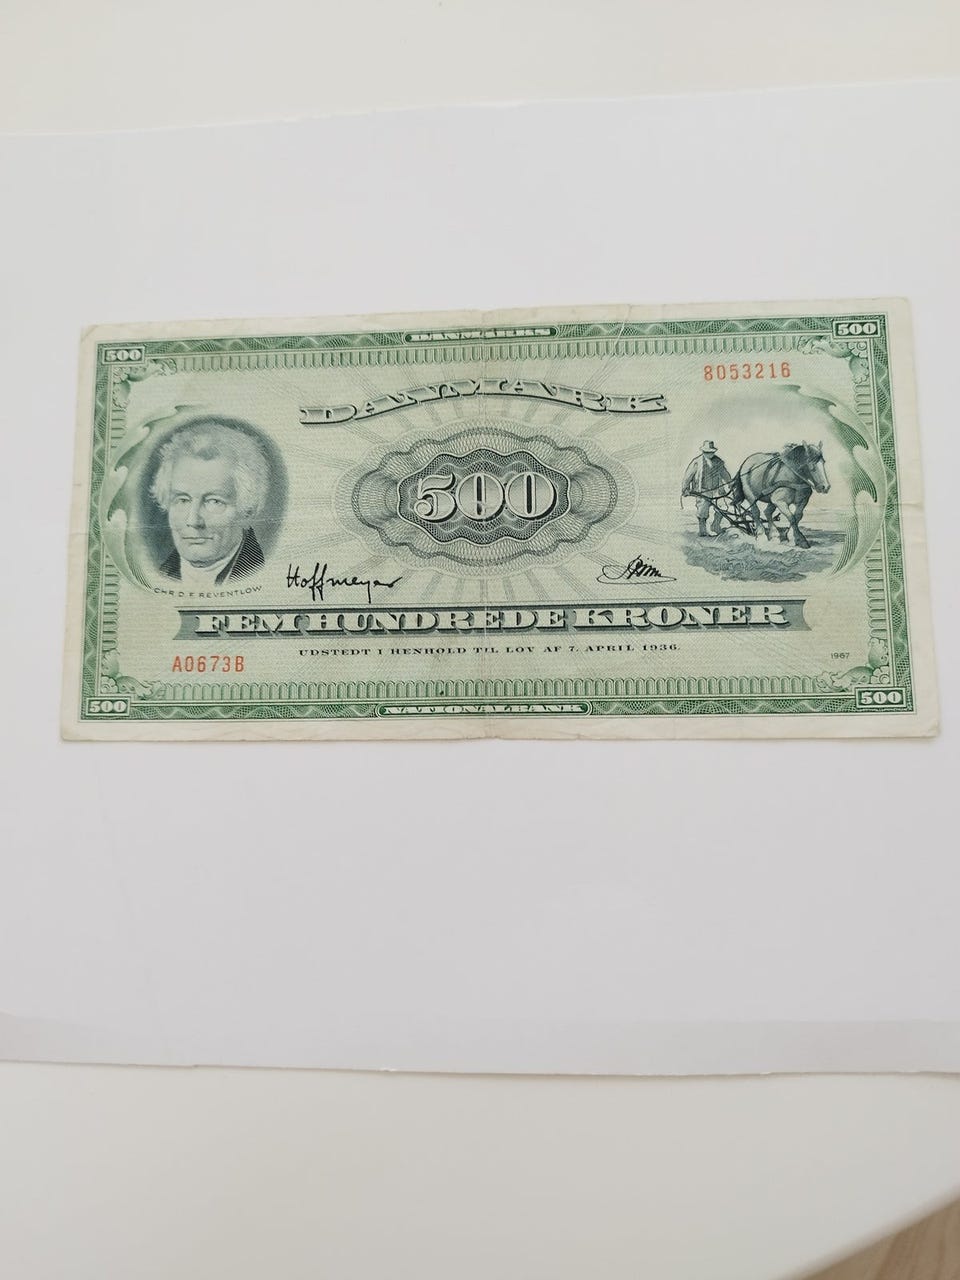 DANMARKS
500
500
8053216
DANMARK
500
CHR. D. F. REVENTLOW
Hoffmeyer
FEM HUNDREDE KRONER
UDSTEDT I HENHOLD TIL LOV AF 7. APRIL 1936.
A0673B
1967
500
NATIONALBANK
500